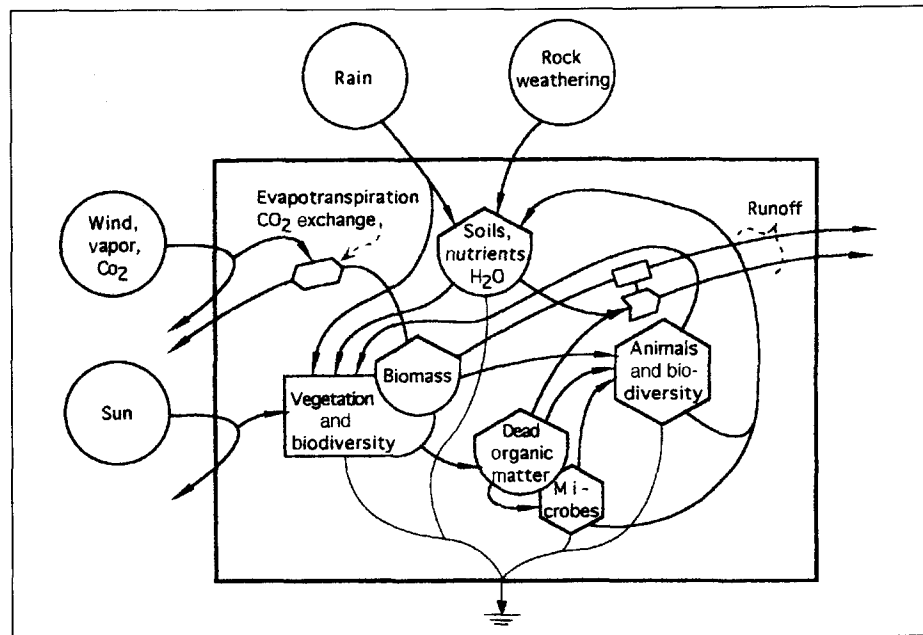 Rain
Rock
weathering
Evapotranspiration
CO2 exchange
Wind,
vapor,
Co2
Soils,
nutrients
H2O
Runoff
Biomass
Animals
and bio-
diversity
Sun
Vegetation
and
biodiversity
Dead
organic
matter
Mi-
crobes